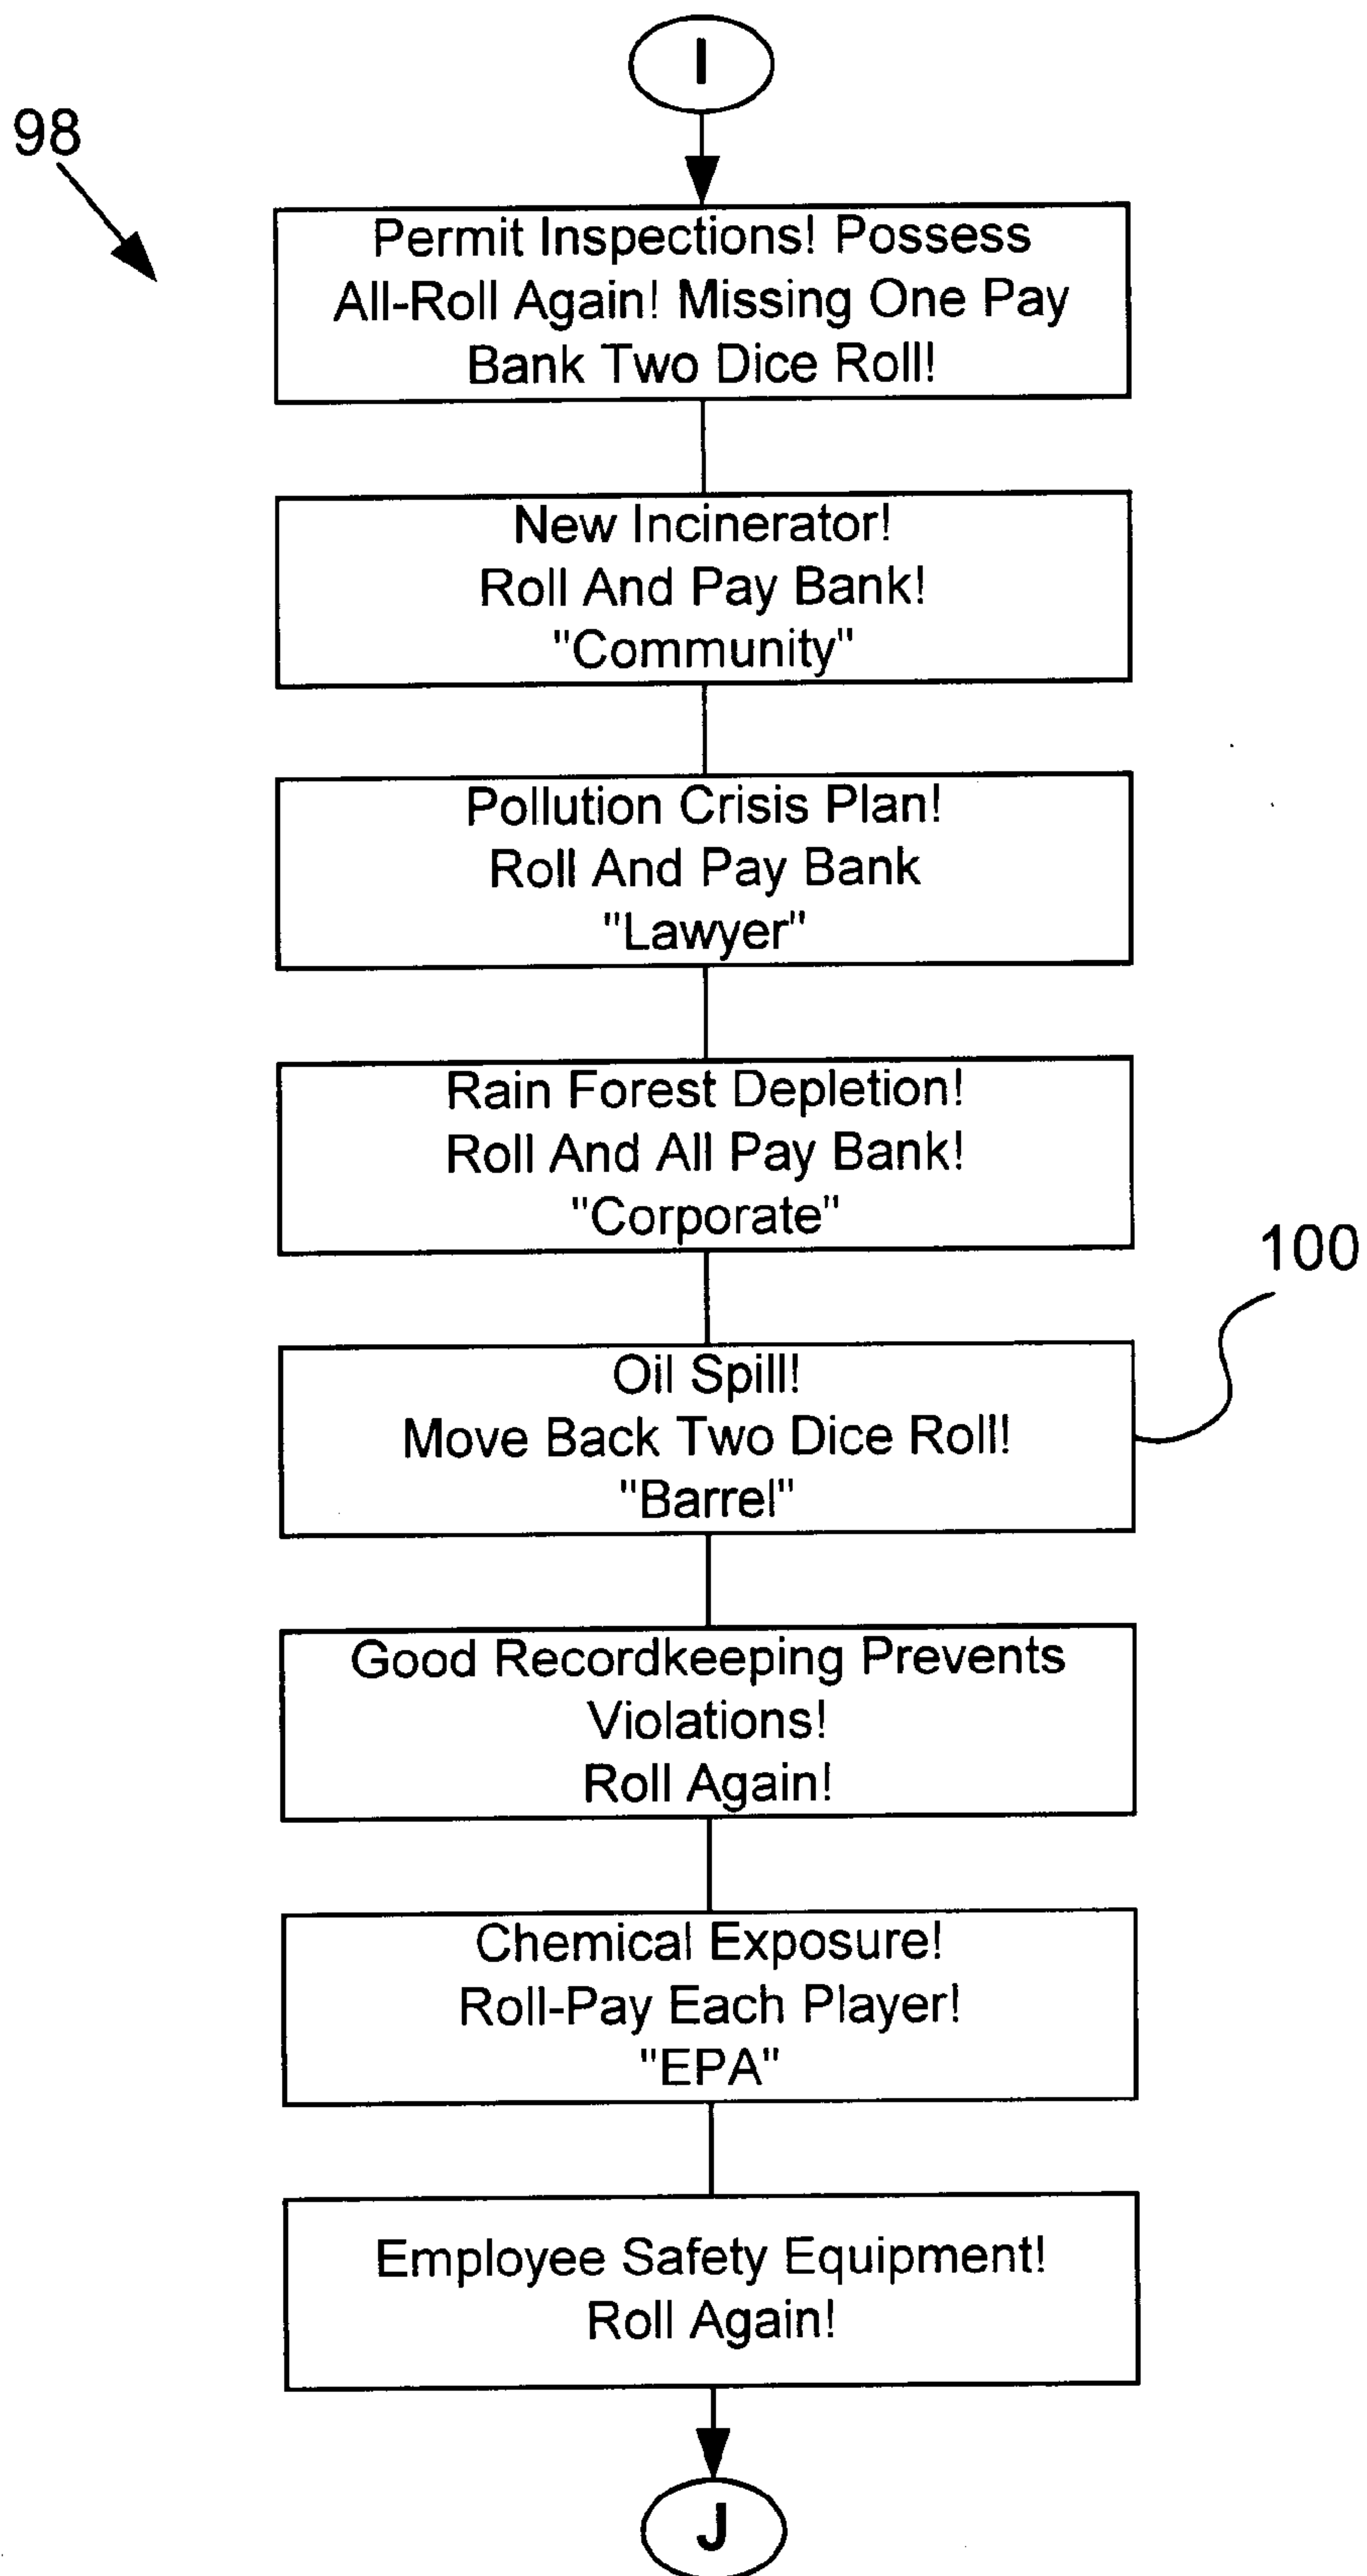 I
98
Permit Inspections! Possess
All-Roll Again! Missing One Pay
Bank Two Dice Roll!
New Incinerator!
Roll And Pay Bank!
"Community"
Pollution Crisis Plan!
Roll And Pay Bank
"Lawyer"
Rain Forest Depletion!
Roll And All Pay Bank!
"Corporate"
100
Oil Spill!
Move Back Two Dice Roll!
"Barrel"
Good Recordkeeping Prevents
Violations!
Roll Again!
Chemical Exposure!
Roll-Pay Each Player!
"EPA"
Employee Safety Equipment!
Roll Again!
J